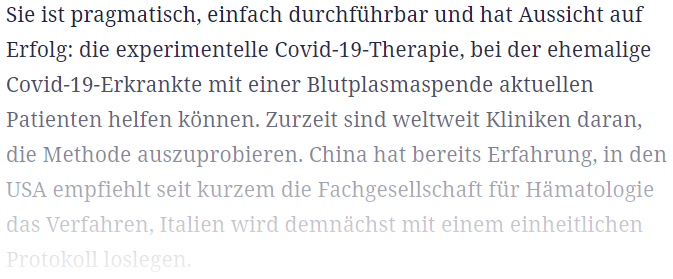 Sie ist pragmatisch, einfach durchführbar und hat Aussicht auf
Erfolg: die experimentelle Covid-19-Therapie, bei der ehemalige
Covid-19-Erkrankte mit einer Blutplasmaspende aktuellen
Patienten helfen können. Zurzeit sind weltweit Kliniken daran,
die Methode auszuprobieren. China hat bereits Erfahrung, in den
USA empfiehlt seit kurzem die Fachgesellschaft für Hämatologie
das Verfahren, Italien wird demnächst mit einem einheitlichen
Protokoll loslegen.